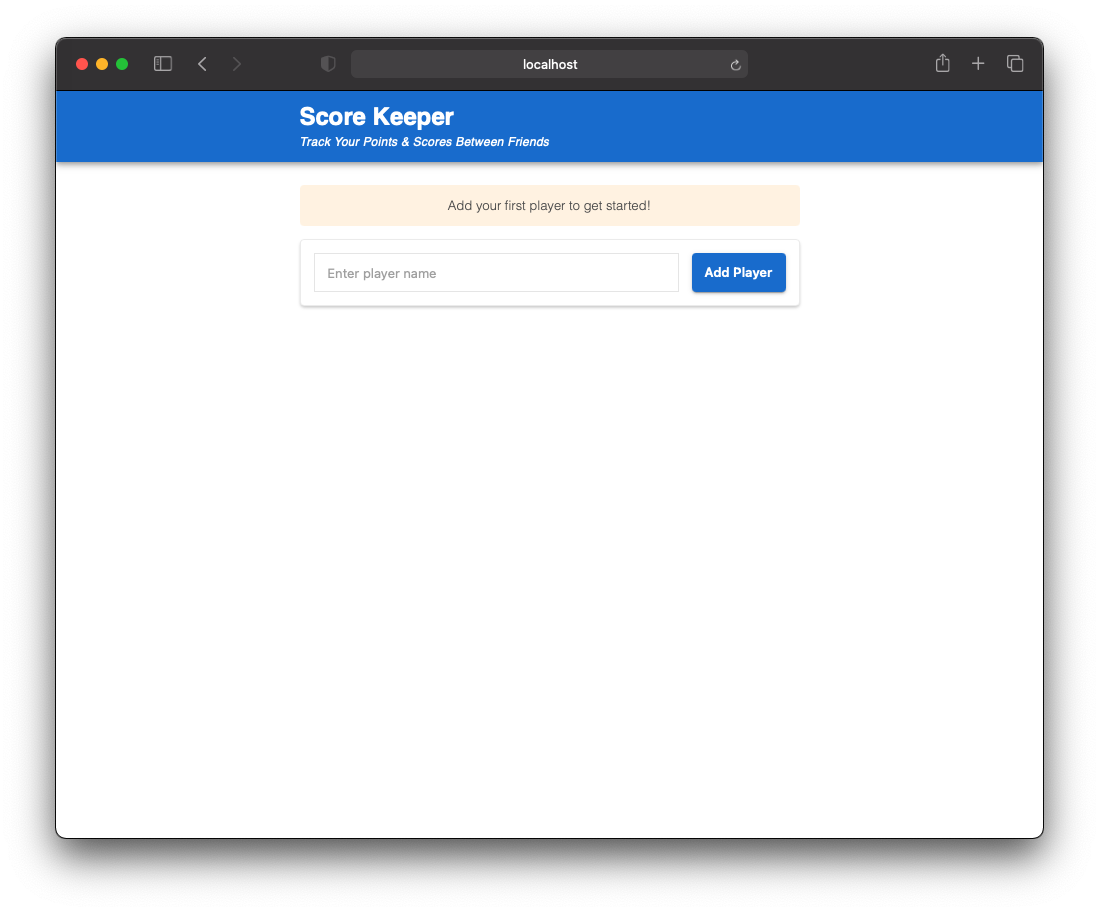 localhost
Score Keeper
Track Your Points & Scores Between Friends
Add your first player to get started!
Enter player name
Add Player